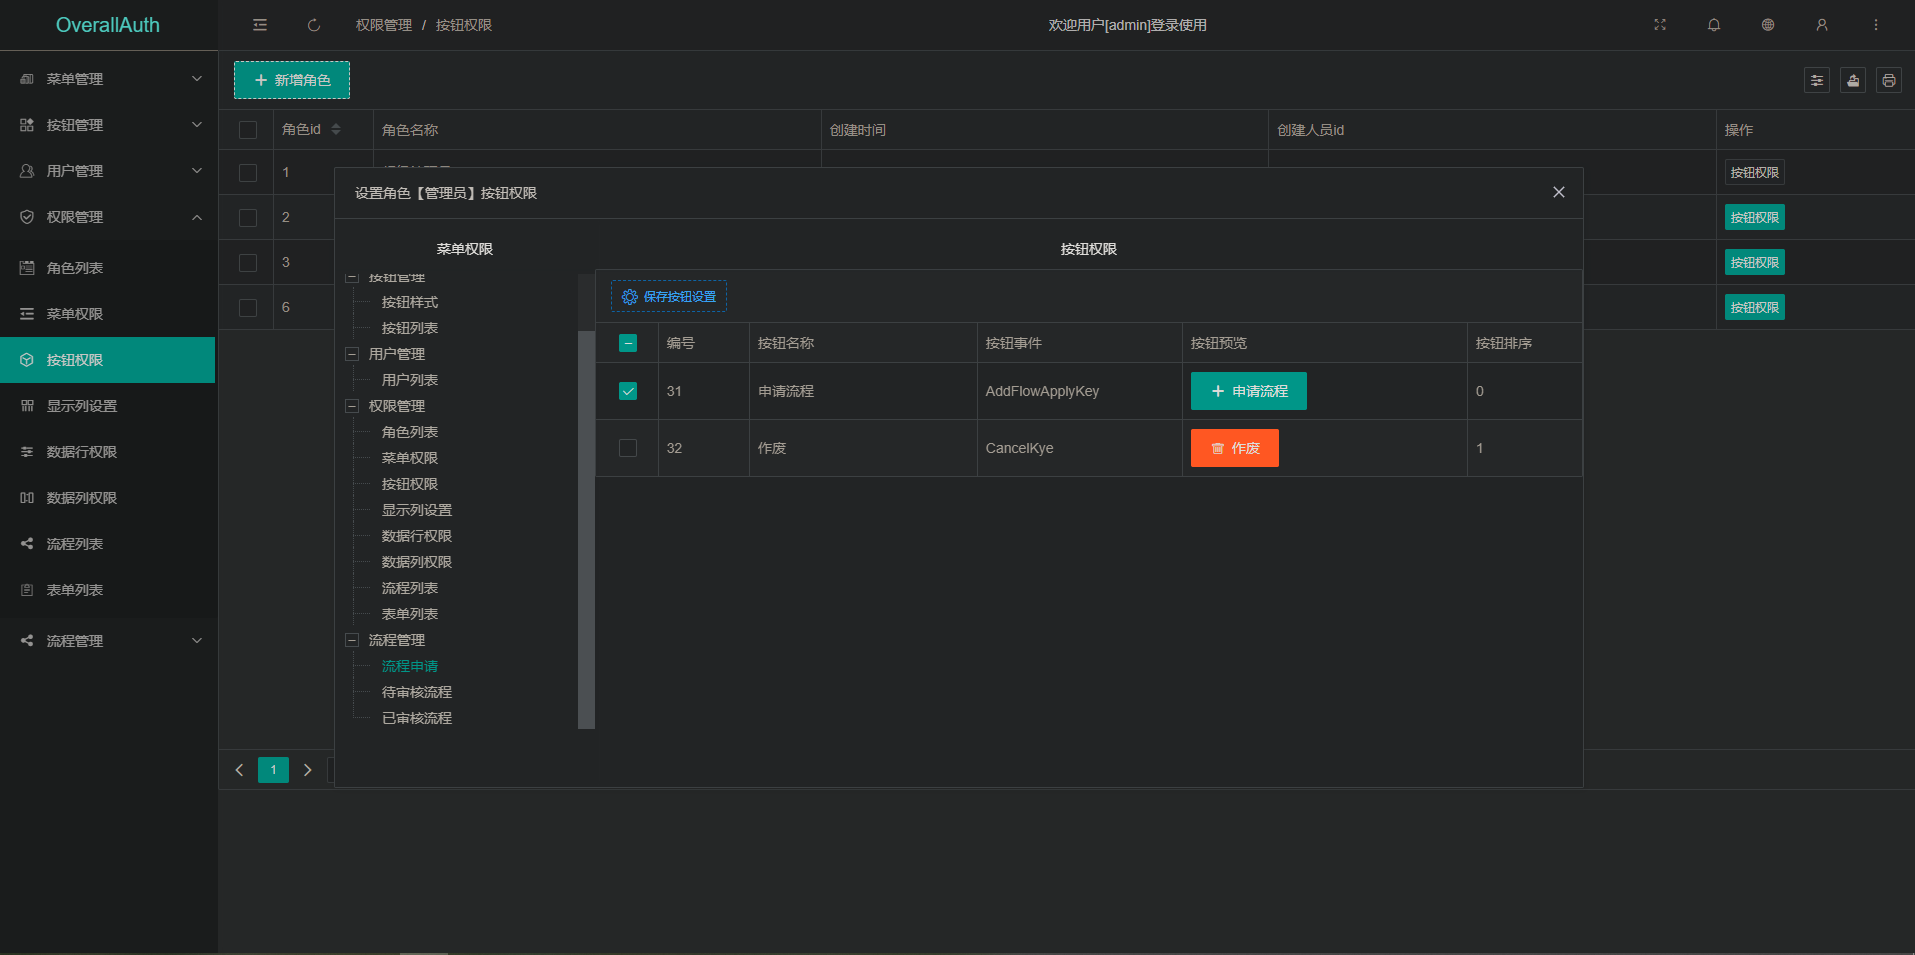 OverallAuth
权限管理 / 按钮权限
欢迎用户[admin]登录使用
菜单管理
按钮管理
用户管理
权限管理
角色列表
菜单权限
按钮权限
显示列设置
数据行权限
数据列权限
流程列表
表单列表
流程管理
新增角色
角色id
角色名称
创建时间
创建人员id
操作
1
按钮权限
2
按钮权限
3
按钮权限
6
按钮权限
设置角色【管理员】按钮权限
菜单权限
按钮管理
按钮样式
按钮列表
用户管理
用户列表
权限管理
角色列表
菜单权限
按钮权限
显示列设置
数据行权限
数据列权限
流程列表
表单列表
流程管理
流程申请
待审核流程
已审核流程
按钮权限
保存按钮设置
编号 按钮名称 按钮事件 按钮预览 按钮排序
31 申请流程 AddFlowApplyKey 申请流程 0
32 作废 CancelKye 作废 1
1